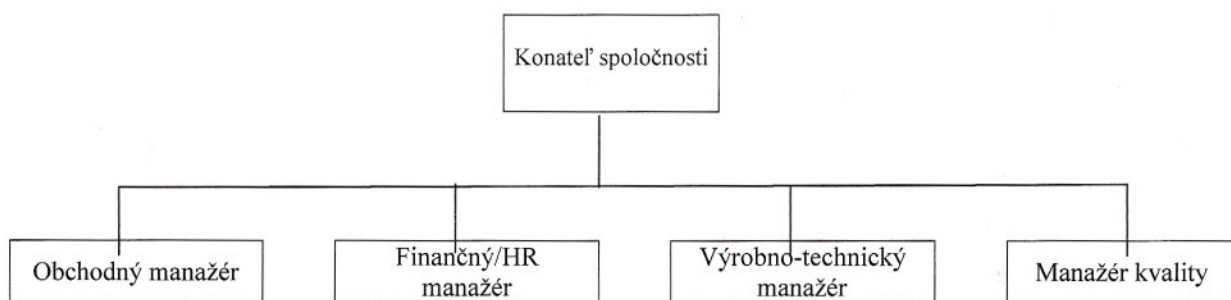 Konateľ spoločnosti
Obchodný manažér
Finančný/HR
manažér
Výrobno-technický
manažér
Manažér kvality